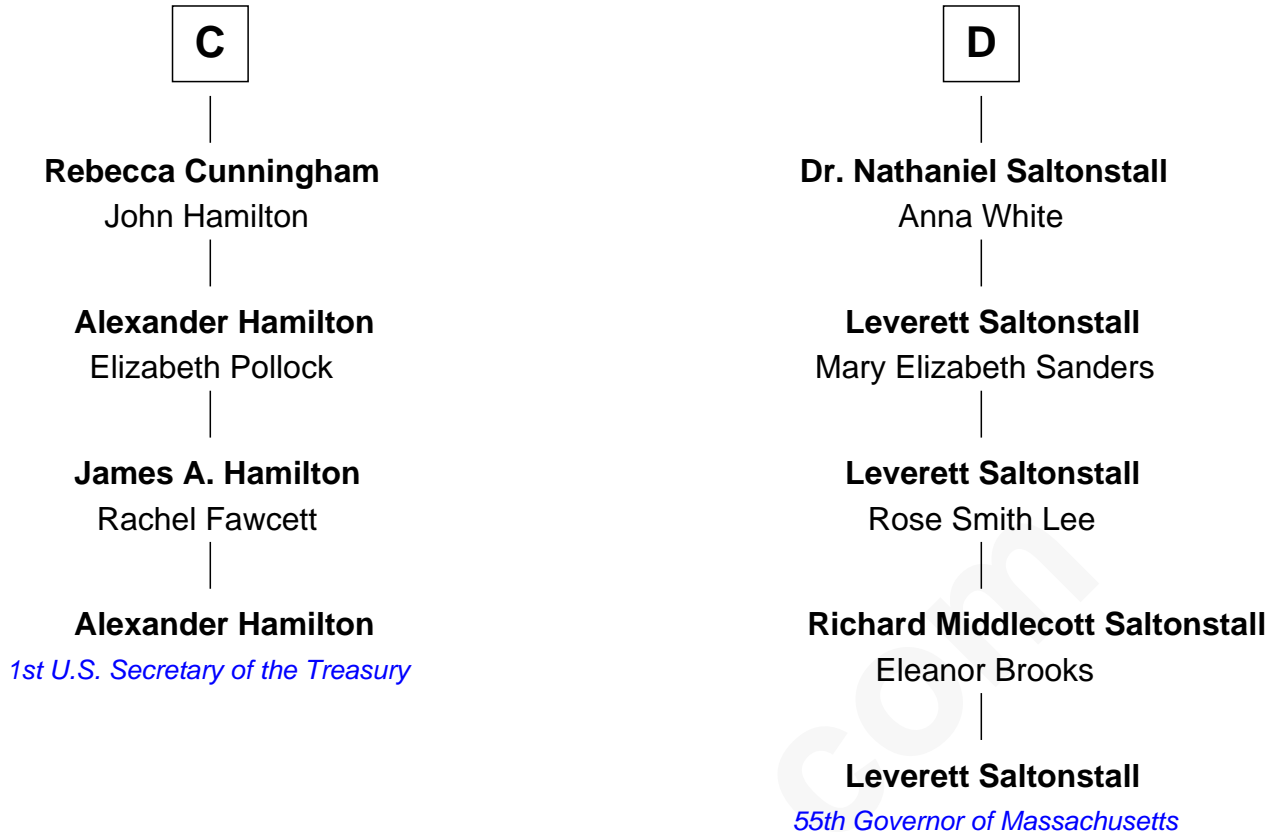 C
Rebecca Cunningham
John Hamilton
Alexander Hamilton
Elizabeth Pollock
James A. Hamilton
Rachel Fawcett
Alexander Hamilton
1st U.S. Secretary of the Treasury
D
Dr. Nathaniel Saltonstall
Anna White
Leverett Saltonstall
Mary Elizabeth Sanders
Leverett Saltonstall
Rose Smith Lee
Richard Middlecott Saltonstall
Eleanor Brooks
Leverett Saltonstall
55th Governor of Massachusetts
com